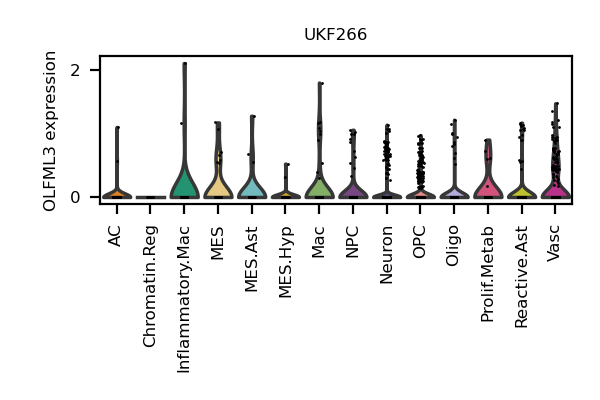 UKF266
OLFML3 expression
2
0
AC
Chromatin.Reg
Inflammatory.Mac
MES
MES.Ast
MES.Hyp
Mac
NPC
Neuron
OPC
Oligo
Prolif.Metab
Reactive.Ast
Vasc